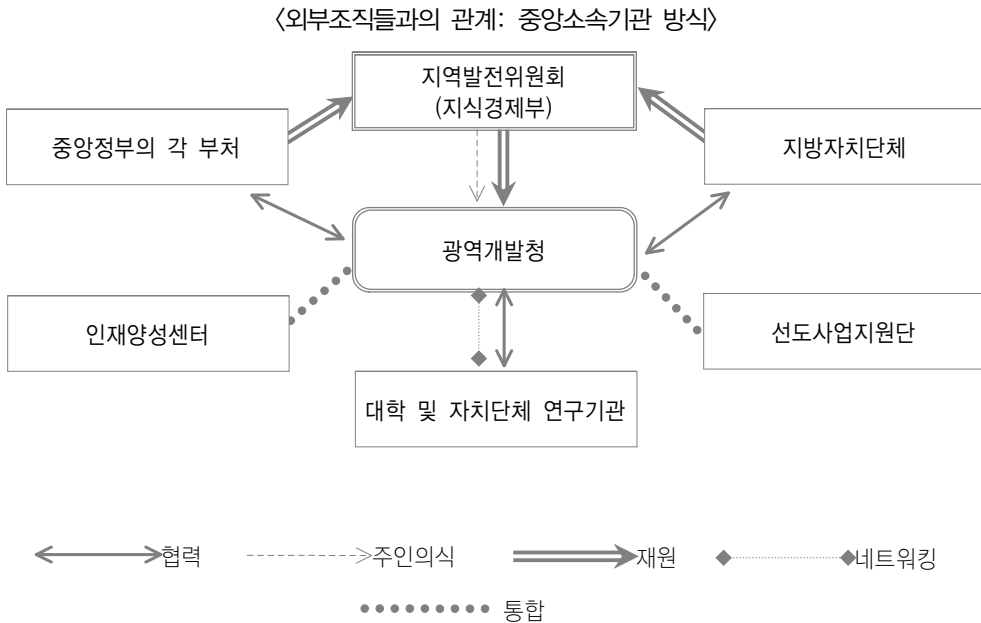 〈외부조직들과의 관계: 중앙소속기관 방식〉
지역발전위원회
(지식경제부)
중앙정부의 각 부처
지방자치단체
광역개발청
인재양성센터
선도사업지원단
대학 및 자치단체 연구기관
협력
주인의식
재원
네트워킹
통합